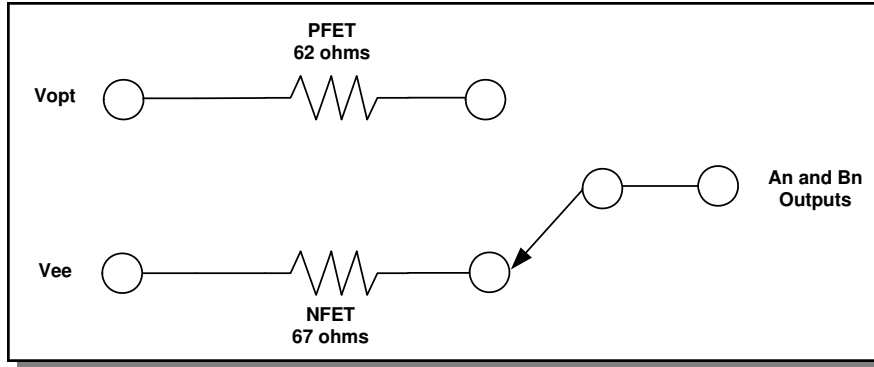 PFET
62 ohms
Vopt
An and Bn
Outputs
Vee
NFET
67 ohms